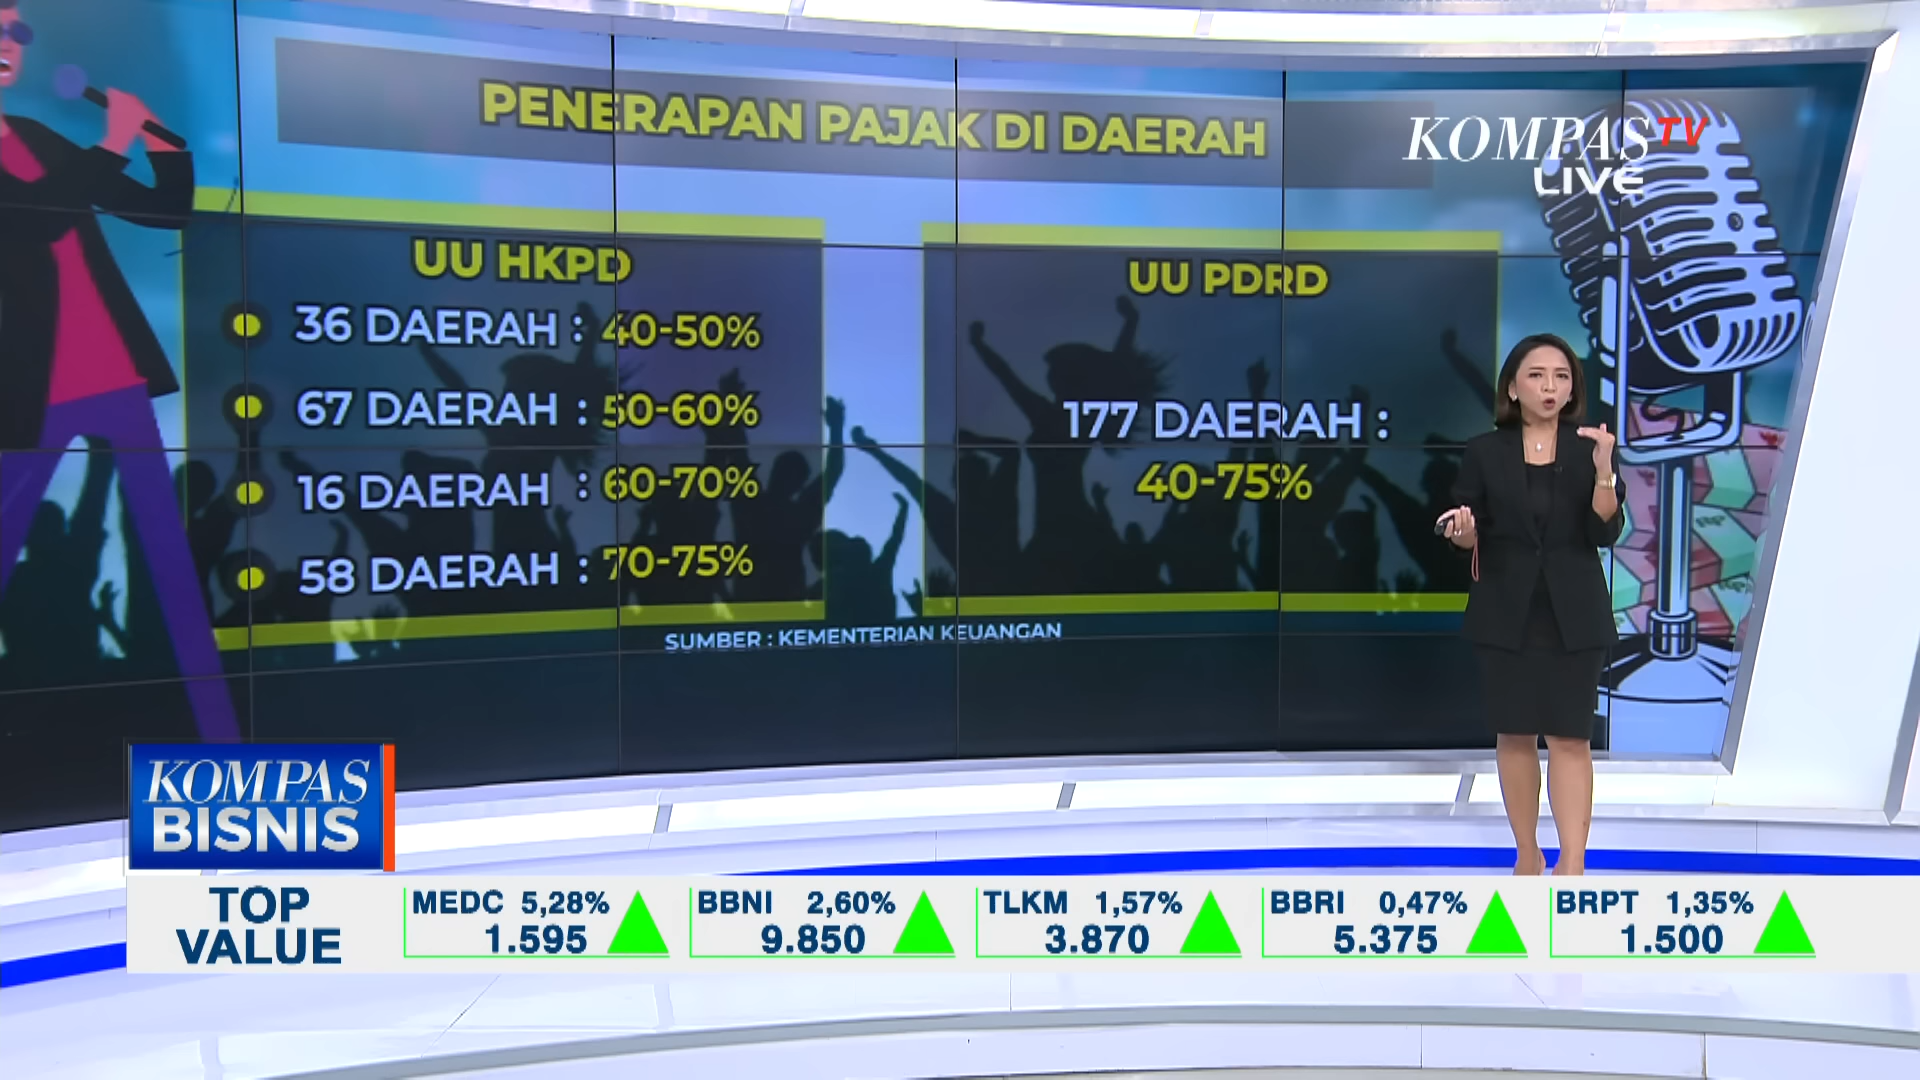 PENERAPAN PAJAK DI DAERAH
KOMPAS TV
LIVE
UU HKPD
36 DAERAH : 40-50%
67 DAERAH : 50-60%
16 DAERAH : 60-70%
58 DAERAH : 70-75%
UU PDRD
177 DAERAH :
40-75%
SUMBER : KEMENTERIAN KEUANGAN
KOMPAS
BISNIS
TOP
VALUE
MEDC 5,28%
1.595
BBNI 2,60%
9.850
TLKM 1,57%
3.870
BBRI 0,47%
5.375
BRPT 1,35%
1.500